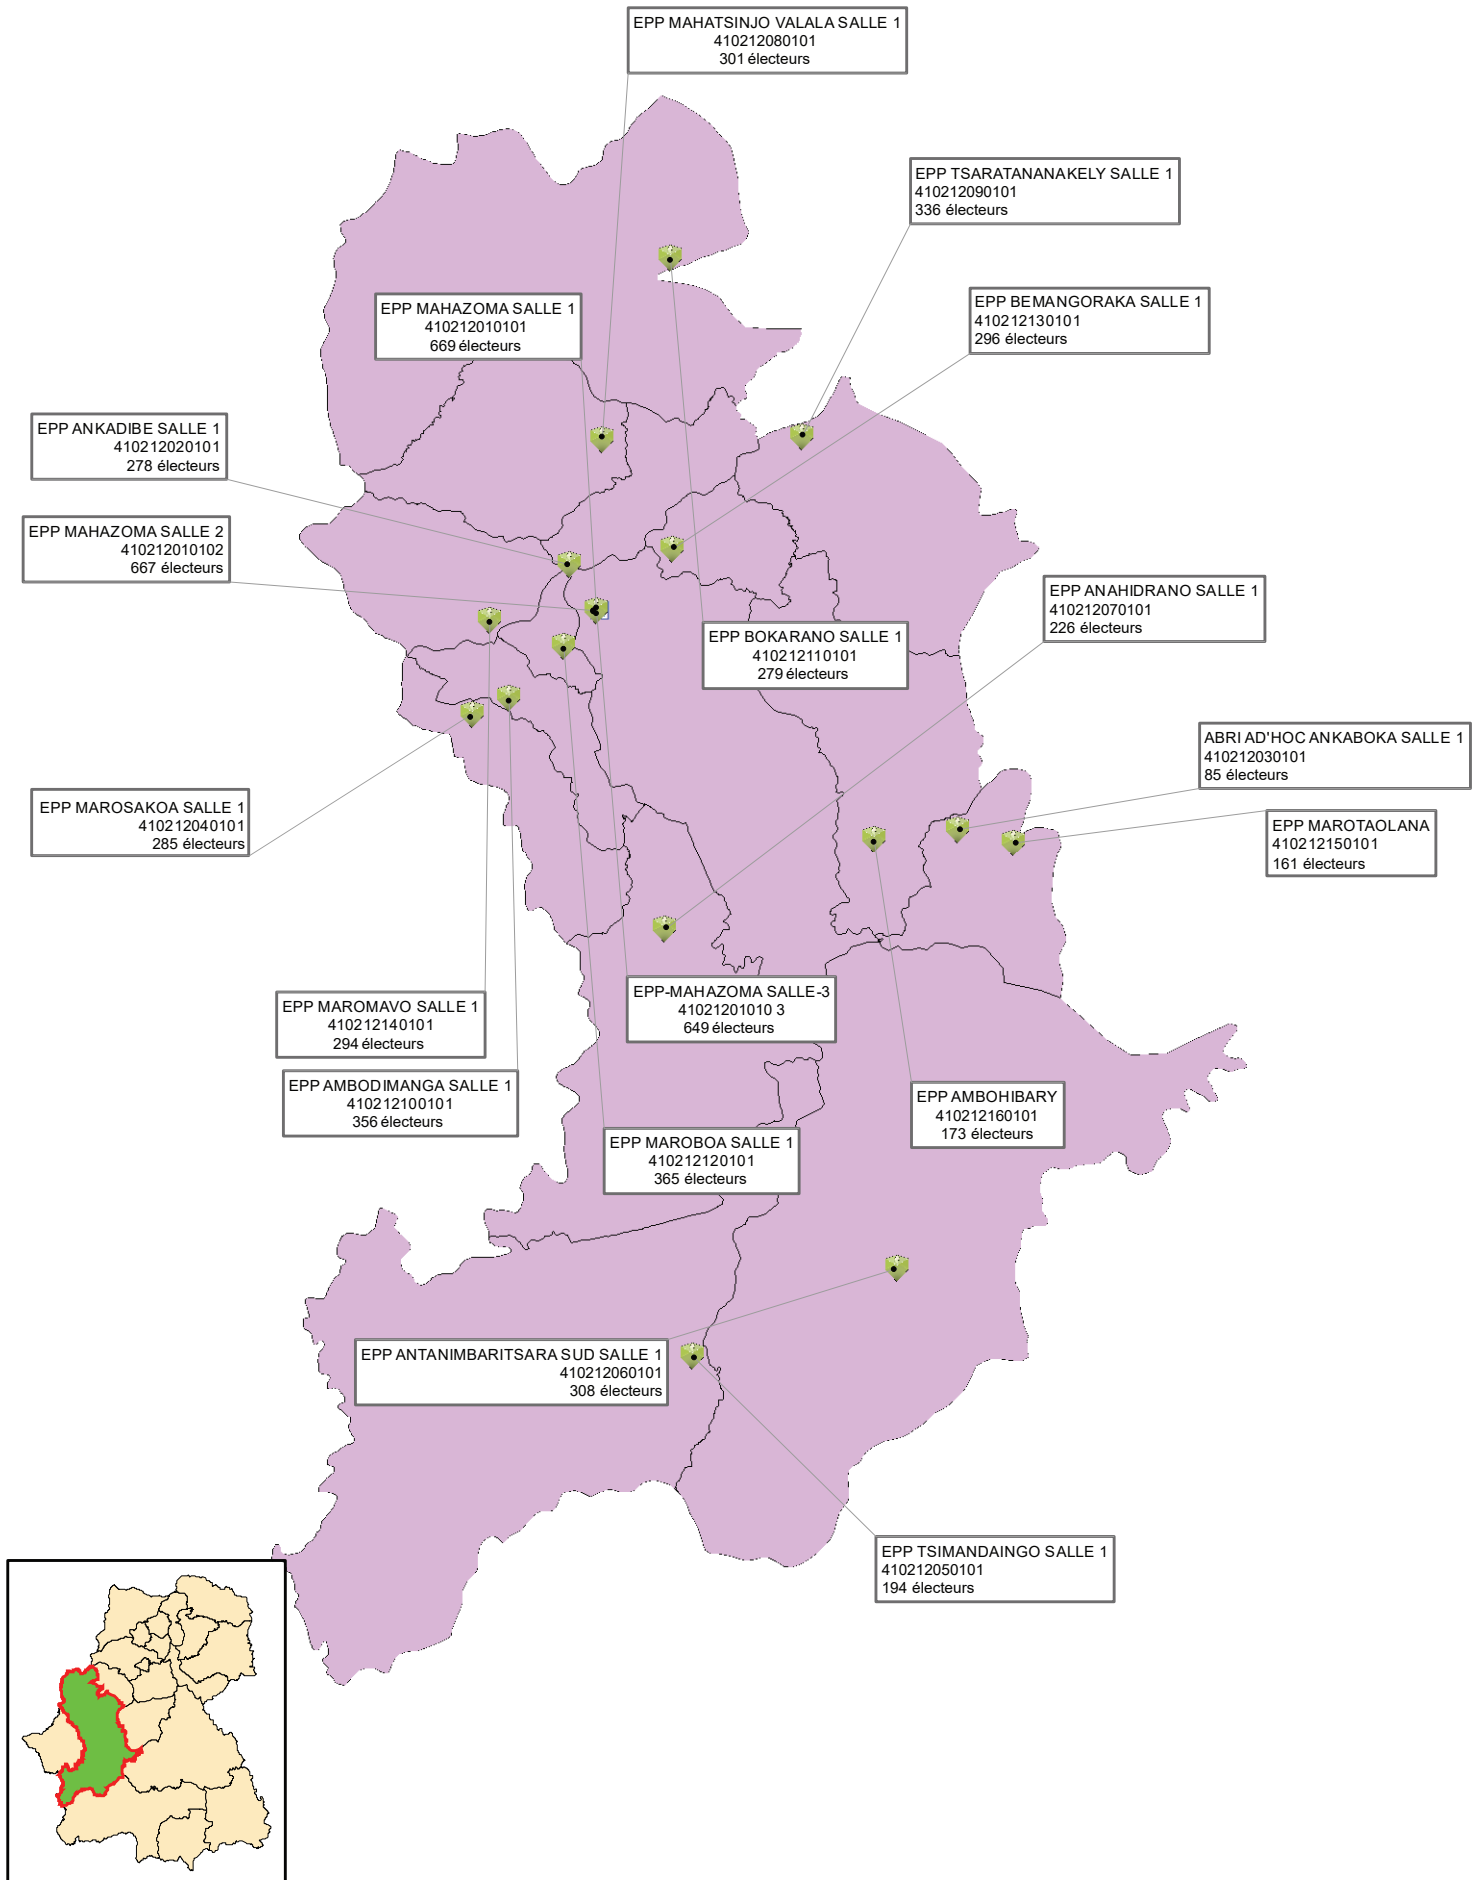 EPP MAHATSINJO VALALA SALLE 1
410212080101
301 électeurs
EPP TSARATANANAKELY SALLE 1
410212090101
336 électeurs
EPP MAHAZOMA SALLE 1
410212010101
669 électeurs
EPP BEMANGORAKA SALLE 1
410212130101
296 électeurs
EPP ANKADIBE SALLE 1
410212020101
278 électeurs
EPP MAHAZOMA SALLE 2
410212010102
667 électeurs
EPP ANAHIDRANO SALLE 1
410212070101
226 électeurs
EPP BOKARANO SALLE 1
410212110101
279 électeurs
ABRI AD'HOC ANKABOKA SALLE 1
410212030101
85 électeurs
EPP MAROSAKOA SALLE 1
410212040101
285 électeurs
EPP MAROTAOLANA
410212150101
161 électeurs
EPP MAROMAVO SALLE 1
410212140101
294 électeurs
EPP-MAHAZOMA SALLE-3
41021201010 3
649 électeurs
EPP AMBODIMANGA SALLE 1
410212100101
356 électeurs
EPP AMBOHIBARY
410212160101
173 électeurs
EPP MAROBOA SALLE 1
410212120101
365 électeurs
EPP ANTANIMBARITSARA SUD SALLE 1
410212060101
308 électeurs
EPP TSIMANDAINGO SALLE 1
410212050101
194 électeurs